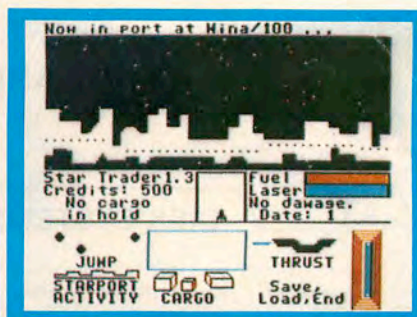 Now in port at Wina/100 ...
Star Trader1.3
Credits: 500
No cargo
in hold
Fuel
Laser
No damage.
Date: 1
JUMP
STARPORT
ACTIVITY
CARGO
THRUST
Save,
Load,End